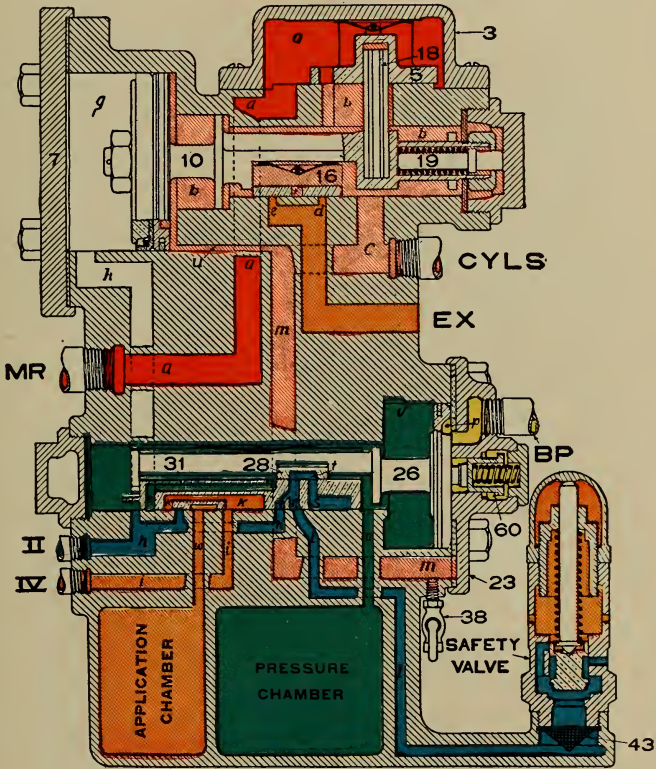 a
18
3
5
a
b
g
7
10
b
19
b
16
e
d
u
a
c
CYLS
h
m
EX
MR
a
p
BP
31
28
t
26
60
k
II
h
IV
i
m
23
38
SAFETY
VALVE
APPLICATION
CHAMBER
PRESSURE
CHAMBER
43